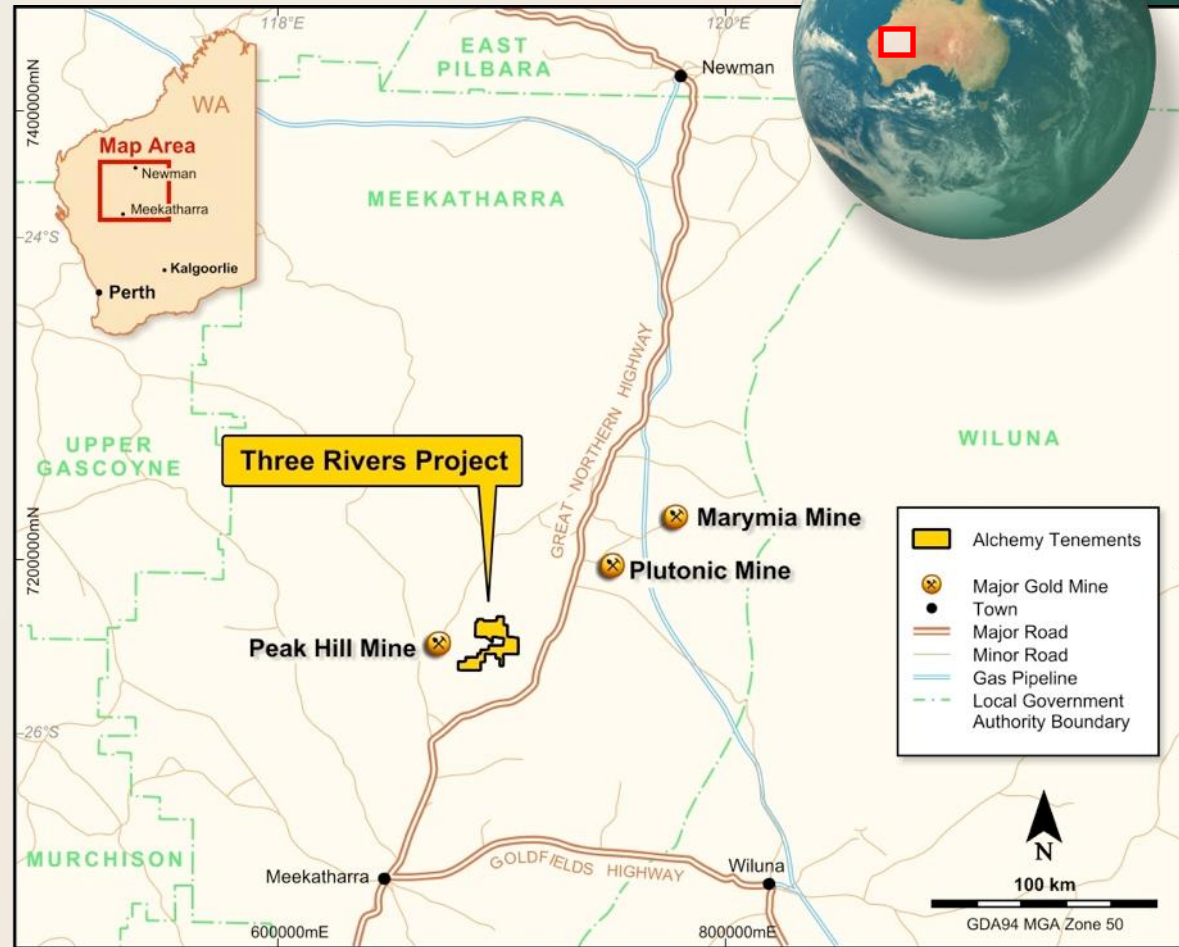 118°E
120°E
EAST
PILBARA
Newman
7400000mN
WA
Map Area
Newman
Meekatharra
Kalgoorlie
Perth
MEEKATHARRA
24°S
GREAT NORTHERN HIGHWAY
UPPER
GASCOYNE
WILUNA
Three Rivers Project
Marymia Mine
Plutonic Mine
7200000mN
Peak Hill Mine
Alchemy Tenements
Major Gold Mine
Town
Major Road
Minor Road
Gas Pipeline
Local Government
Authority Boundary
26°S
MURCHISON
Meekatharra
GOLDFIELDS HIGHWAY
Wiluna
N
100 km
GDA94 MGA Zone 50
600000mE
800000mE